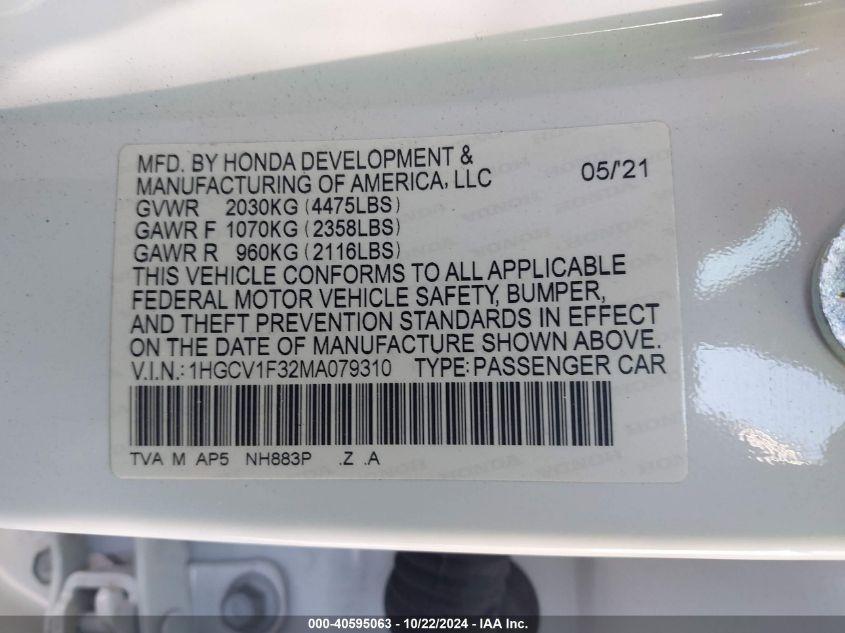 MFD. BY HONDA DEVELOPMENT &
MANUFACTURING OF AMERICA, LLC 05/'21
GVWR 2030KG (4475LBS)
GAWR F 1070KG (2358LBS)
GAWR R 960KG (2116LBS)
THIS VEHICLE CONFORMS TO ALL APPLICABLE
FEDERAL MOTOR VEHICLE SAFETY, BUMPER,
AND THEFT PREVENTION STANDARDS IN EFFECT
ON THE DATE OF MANUFACTURE SHOWN ABOVE.
V.I.N.: 1HGCV1F32MA079310 TYPE: PASSENGER CAR
TVA M AP5 NH883P .Z .A
000-40595063 - 10/22/2024 - IAA Inc.